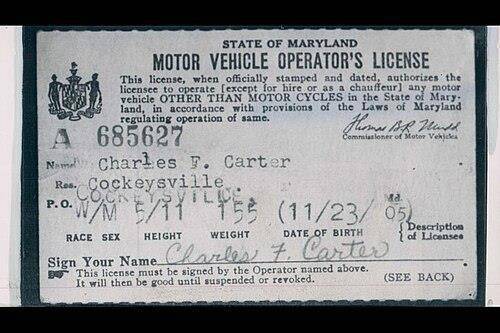 STATE OF MARYLAND
MOTOR VEHICLE OPERATOR'S LICENSE
This license, when officially stamped and dated, authorizes the
licensee to operate [except for hire or as a chauffeur] any motor
vehicle OTHER THAN MOTOR CYCLES in the State of Mary-
land, in accordance with provisions of the Laws of Maryland
regulating operation of same.
A 685627
Thomas B.R. Mudd
Commissioner of Motor Vehicles
Name Charles F. Carter
Res. Cockeysville
P.O. COCKEYSVILLE, Md.
W/M 5/11 155 (11/23/05)
RACE SEX HEIGHT WEIGHT DATE OF BIRTH { Description of Licensee
Sign Your Name Charles F. Carter
This license must be signed by the Operator named above.
It will then be good until suspended or revoked. (SEE BACK)